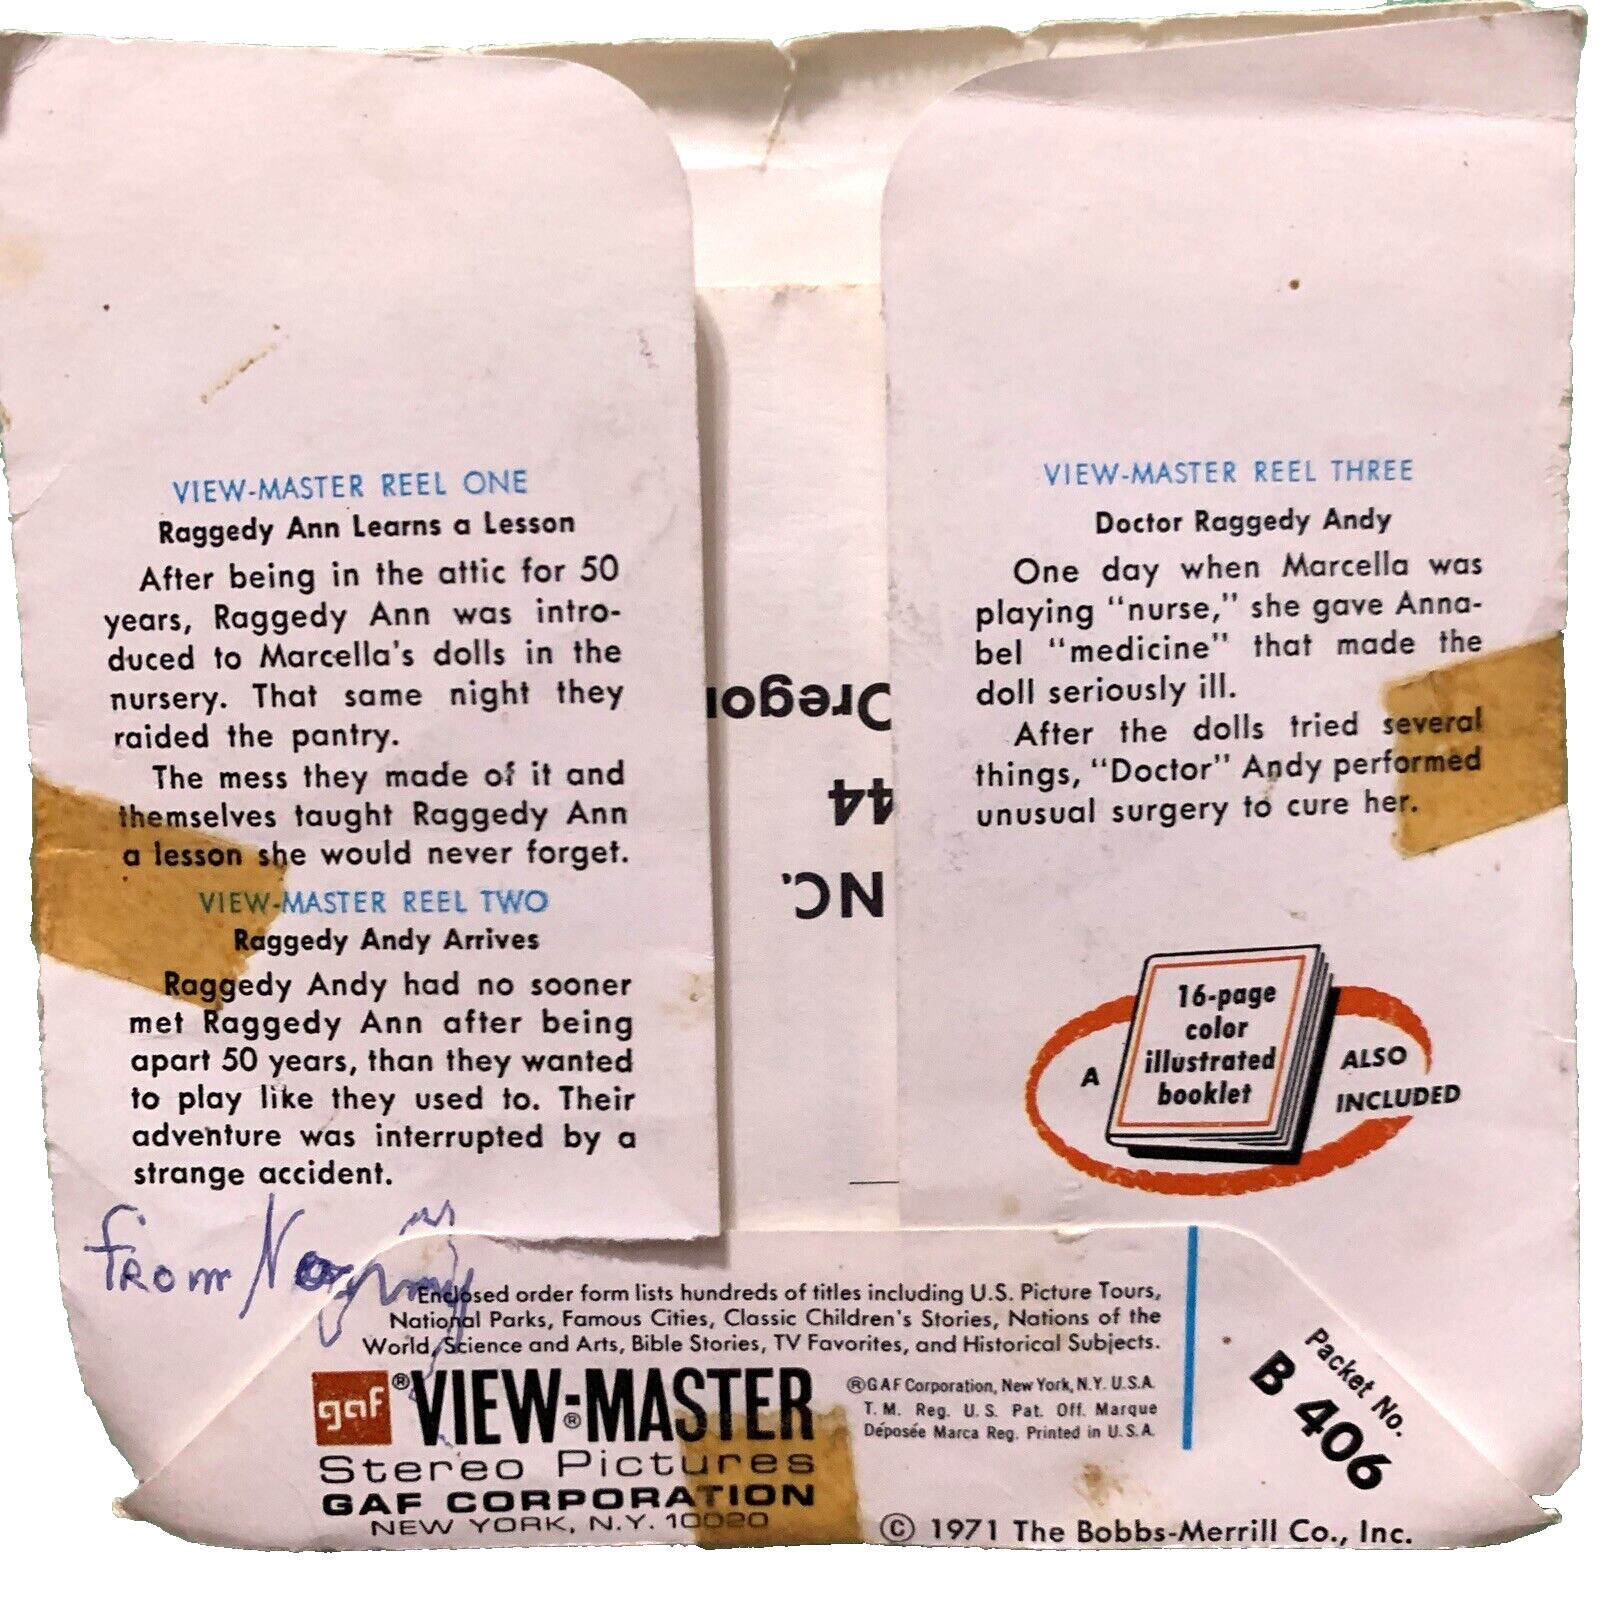 VIEW-MASTER REEL ONE
Raggedy Ann Learns a Lesson
After being in the attic for 50
years, Raggedy Ann was intro-
duced to Marcella's dolls in the
nursery. That same night they
raided the pantry.
The mess they made of it and
themselves taught Raggedy Ann
a lesson she would never forget.
VIEW-MASTER REEL TWO
Raggedy Andy Arrives
Raggedy Andy had no sooner
met Raggedy Ann after being
apart 50 years, than they wanted
to play like they used to. Their
adventure was interrupted by a
strange accident.
from
NC.
44
Orego
VIEW-MASTER REEL THREE
Doctor Raggedy Andy
One day when Marcella was
playing "nurse," she gave Anna-
bel "medicine" that made the
doll seriously ill.
After the dolls tried several
things, "Doctor" Andy performed
unusual surgery to cure her.
A
16-page
color
illustrated
booklet
ALSO
INCLUDED
Enclosed order form lists hundreds of titles including U.S. Picture Tours,
National Parks, Famous Cities, Classic Children's Stories, Nations of the
World, Science and Arts, Bible Stories, TV Favorites, and Historical Subjects.
gaf® VIEW-MASTER®
Stereo Pictures
GAF CORPORATION
NEW YORK, N.Y. 10020
®GAF Corporation, New York, N.Y. U.S.A.
T. M. Reg. U. S. Pat. Off. Marque
Déposée Marca Reg. Printed in U.S.A.
Packet No.
B 406
© 1971 The Bobbs-Merrill Co., Inc.